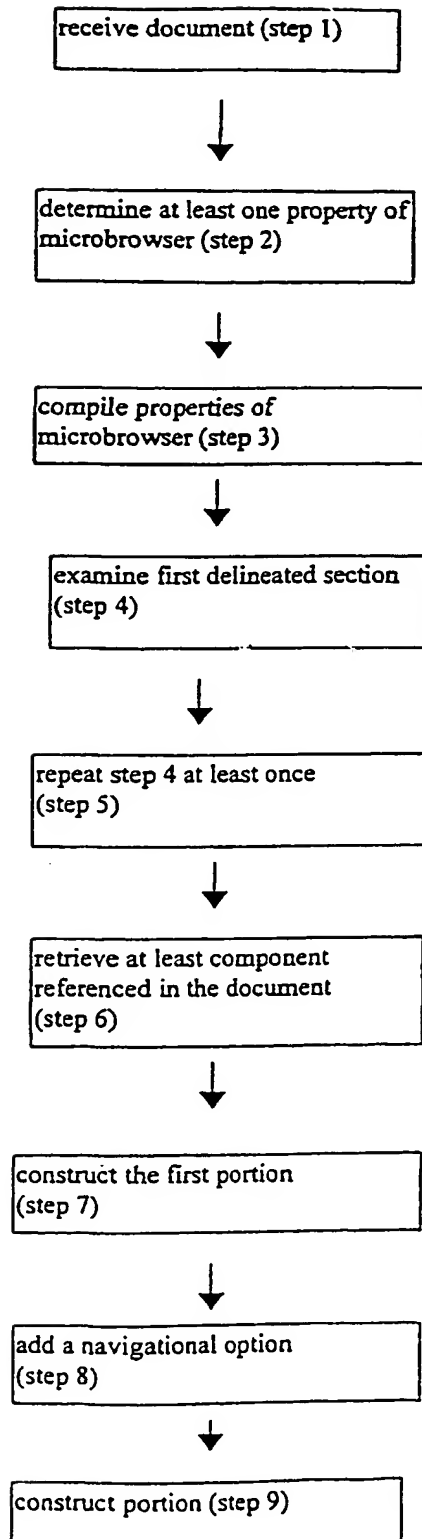 receive document (step 1)
determine at least one property of
microbrowser (step 2)
compile properties of
microbrowser (step 3)
examine first delineated section
(step 4)
repeat step 4 at least once
(step 5)
retrieve at least component
referenced in the document
(step 6)
construct the first portion
(step 7)
add a navigational option
(step 8)
construct portion (step 9)